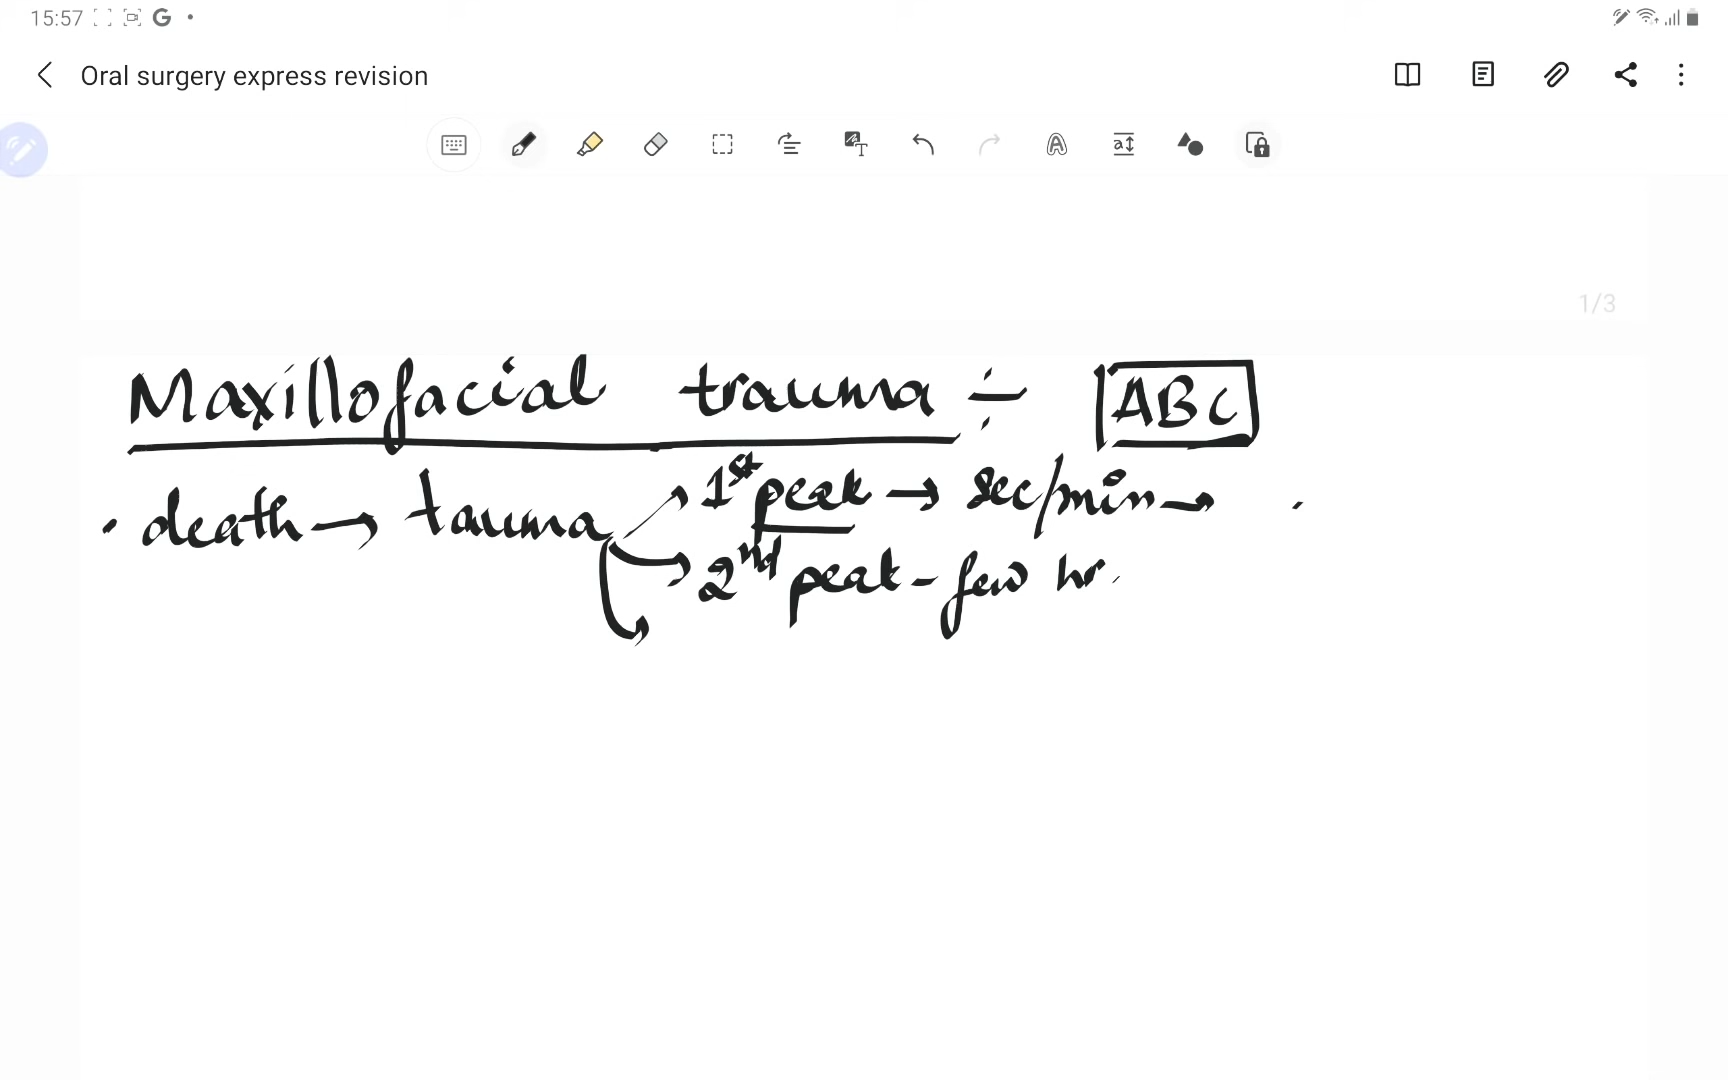 15:57
Oral surgery express revision
1/3
Maxillofacial trauma ÷ ABC
1st peak → sec/min →
• death → tauma
2nd peak - few hr.